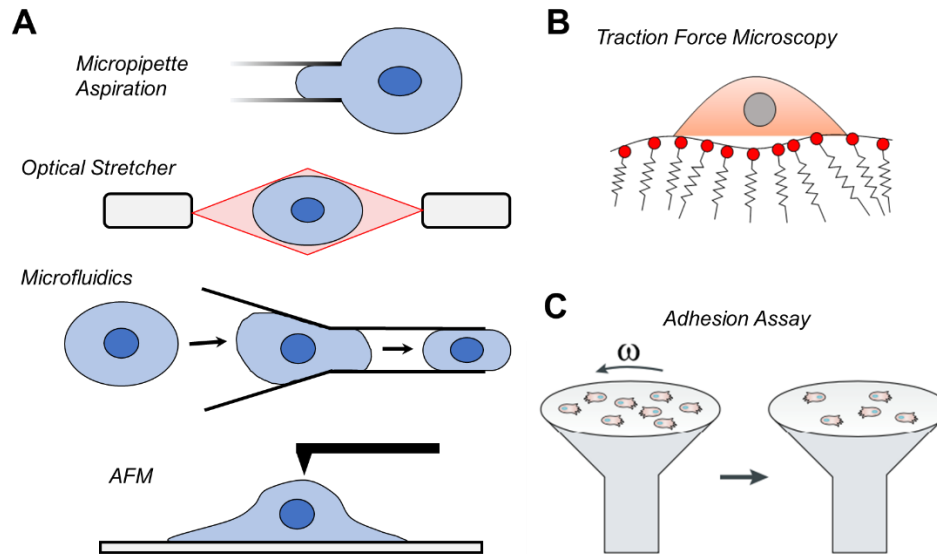 A
Micropipette
Aspiration
Optical Stretcher
Microfluidics
AFM
B
Traction Force Microscopy
C
Adhesion Assay
ω